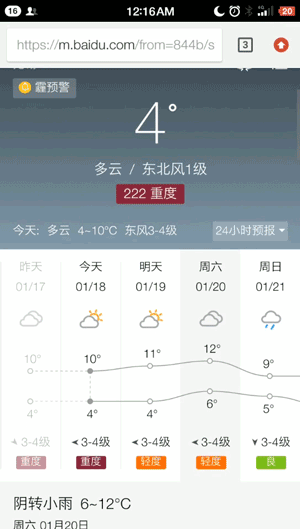 16 12:16AM 4G 20
https://m.baidu.com/from=844b/s 3
霾预警
4°
多云 / 东北风1级
222 重度
今天: 多云 4~10°C 东风3-4级 24小时预报
昨天 今天 明天 周六 周日
01/17 01/18 01/19 01/20 01/21
10° 10° 11° 12° 9°
4° 4° 4° 6° 5°
3-4级 3-4级 3-4级 3-4级 3-4级
重度 重度 轻度 轻度 良
阴转小雨 6~12°C
周六 01月20日